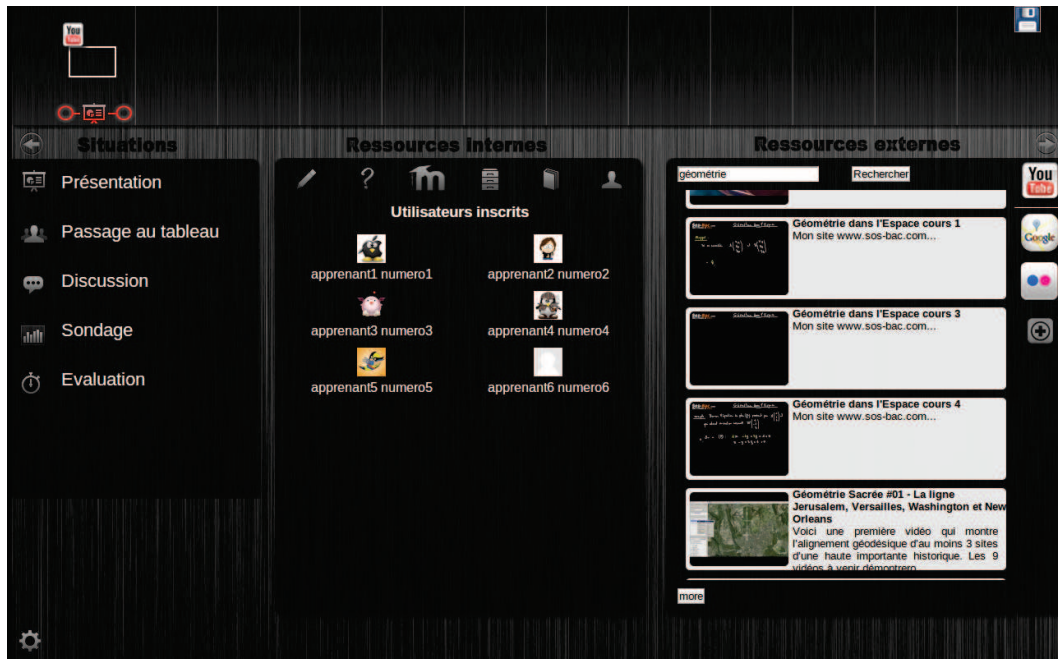 You
Tube
Situations
Ressources internes
Ressources externes
Présentation
Passage au tableau
Discussion
Sondage
Evaluation
?
m
Utilisateurs inscrits
apprenant1 numero1
apprenant2 numero2
apprenant3 numero3
apprenant4 numero4
apprenant5 numero5
apprenant6 numero6
géométrie
Rechercher
Géométrie dans l'Espace cours 1
Mon site www.sos-bac.com...
Géométrie dans l'Espace cours 3
Mon site www.sos-bac.com...
Géométrie dans l'Espace cours 4
Mon site www.sos-bac.com...
Géométrie Sacrée #01 - La ligne
Jerusalem, Versailles, Washington et New
Orleans
Voici une première vidéo qui montre
l'alignement géodésique d'au moins 3 sites
d'une haute importante historique. Les 9
vidéos à venir démontrero
more
You
Tube
Google